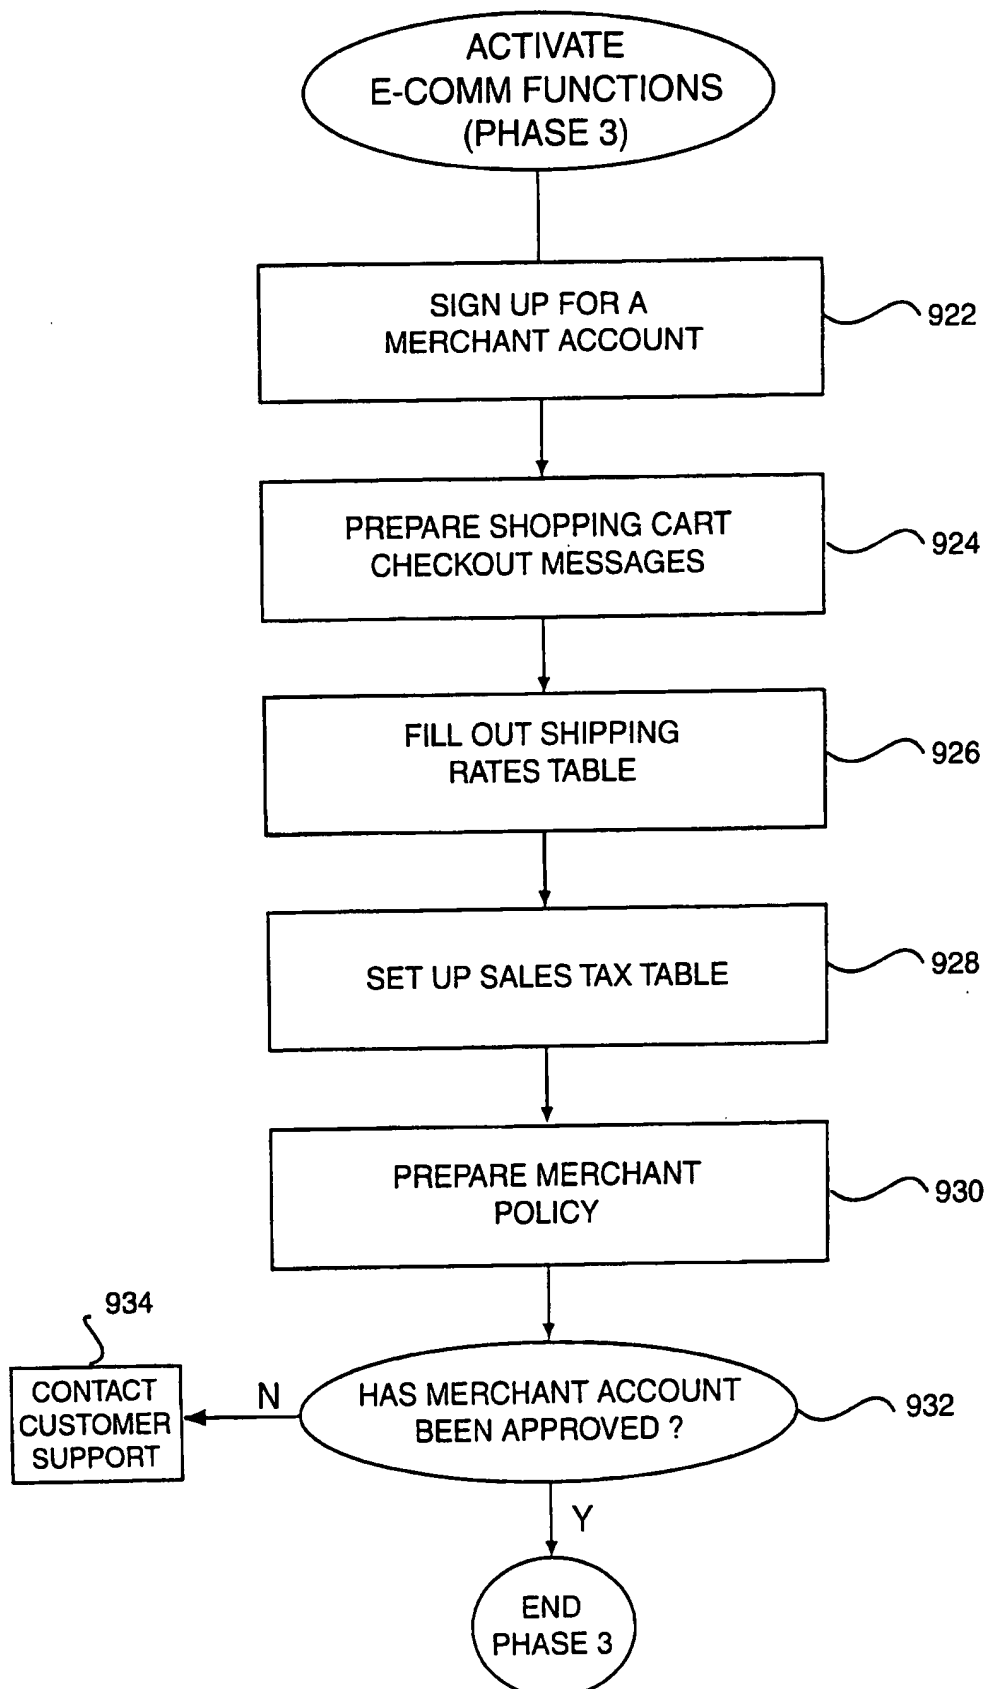 ACTIVATE
E-COMM FUNCTIONS
(PHASE 3)
SIGN UP FOR A
MERCHANT ACCOUNT
922
PREPARE SHOPPING CART
CHECKOUT MESSAGES
924
FILL OUT SHIPPING
RATES TABLE
926
SET UP SALES TAX TABLE
928
PREPARE MERCHANT
POLICY
930
934
CONTACT
CUSTOMER
SUPPORT
N
HAS MERCHANT ACCOUNT
BEEN APPROVED ?
932
Y
END
PHASE 3